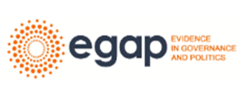 egap
EVIDENCE
IN GOVERNANCE
AND POLITICS